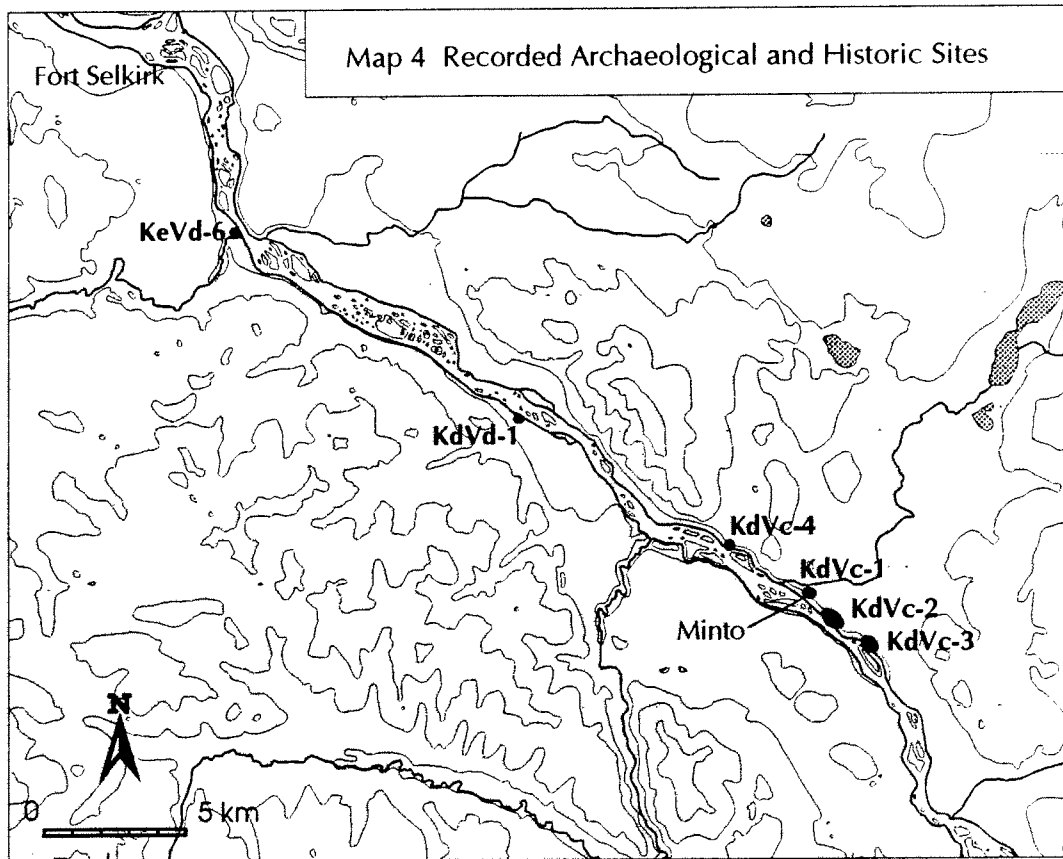 Map 4 Recorded Archaeological and Historic Sites
Fort Selkirk
KeVd-6
KdVd-1
KdVc-4
KdVc-1
KdVc-2
Minto
KdVc-3
N
0 5 km